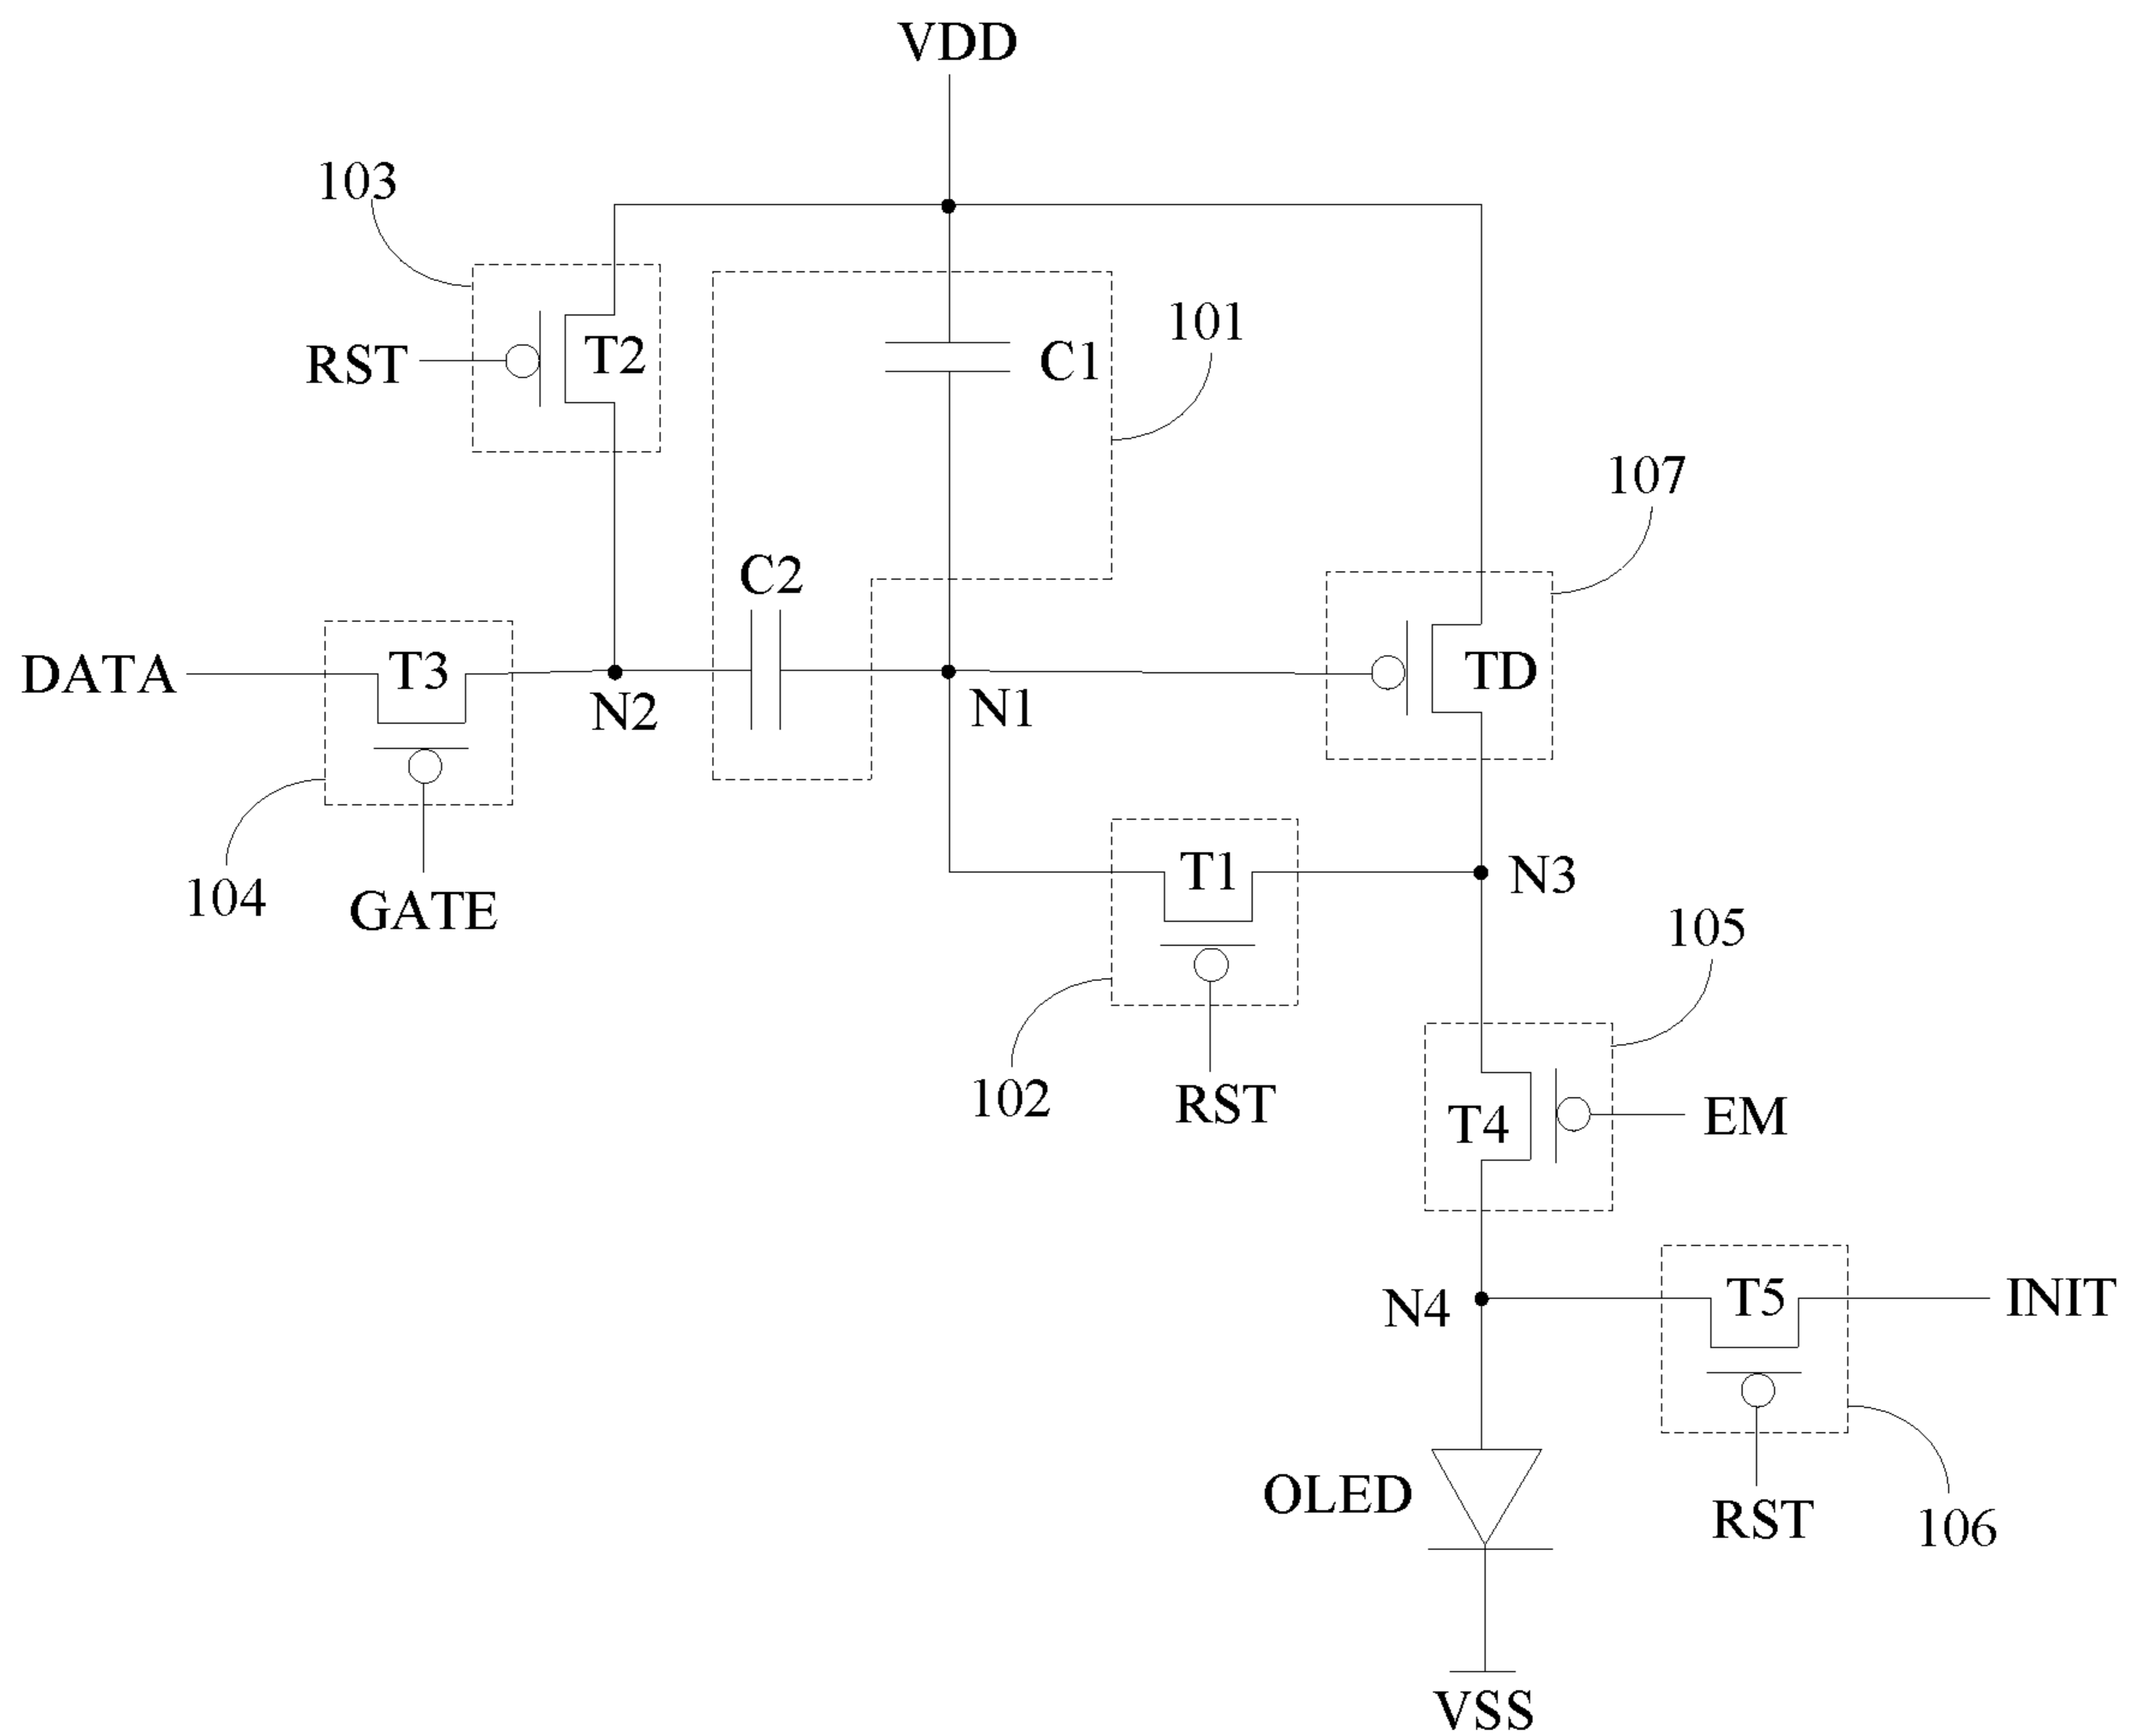 VDD
103
101
C1
T2
RST
107
C2
T3
TD
DATA
N2
N1
T1
N3
104
GATE
105
102
RST
T4
EM
N4
T5
INIT
OLED
RST
106
VSS